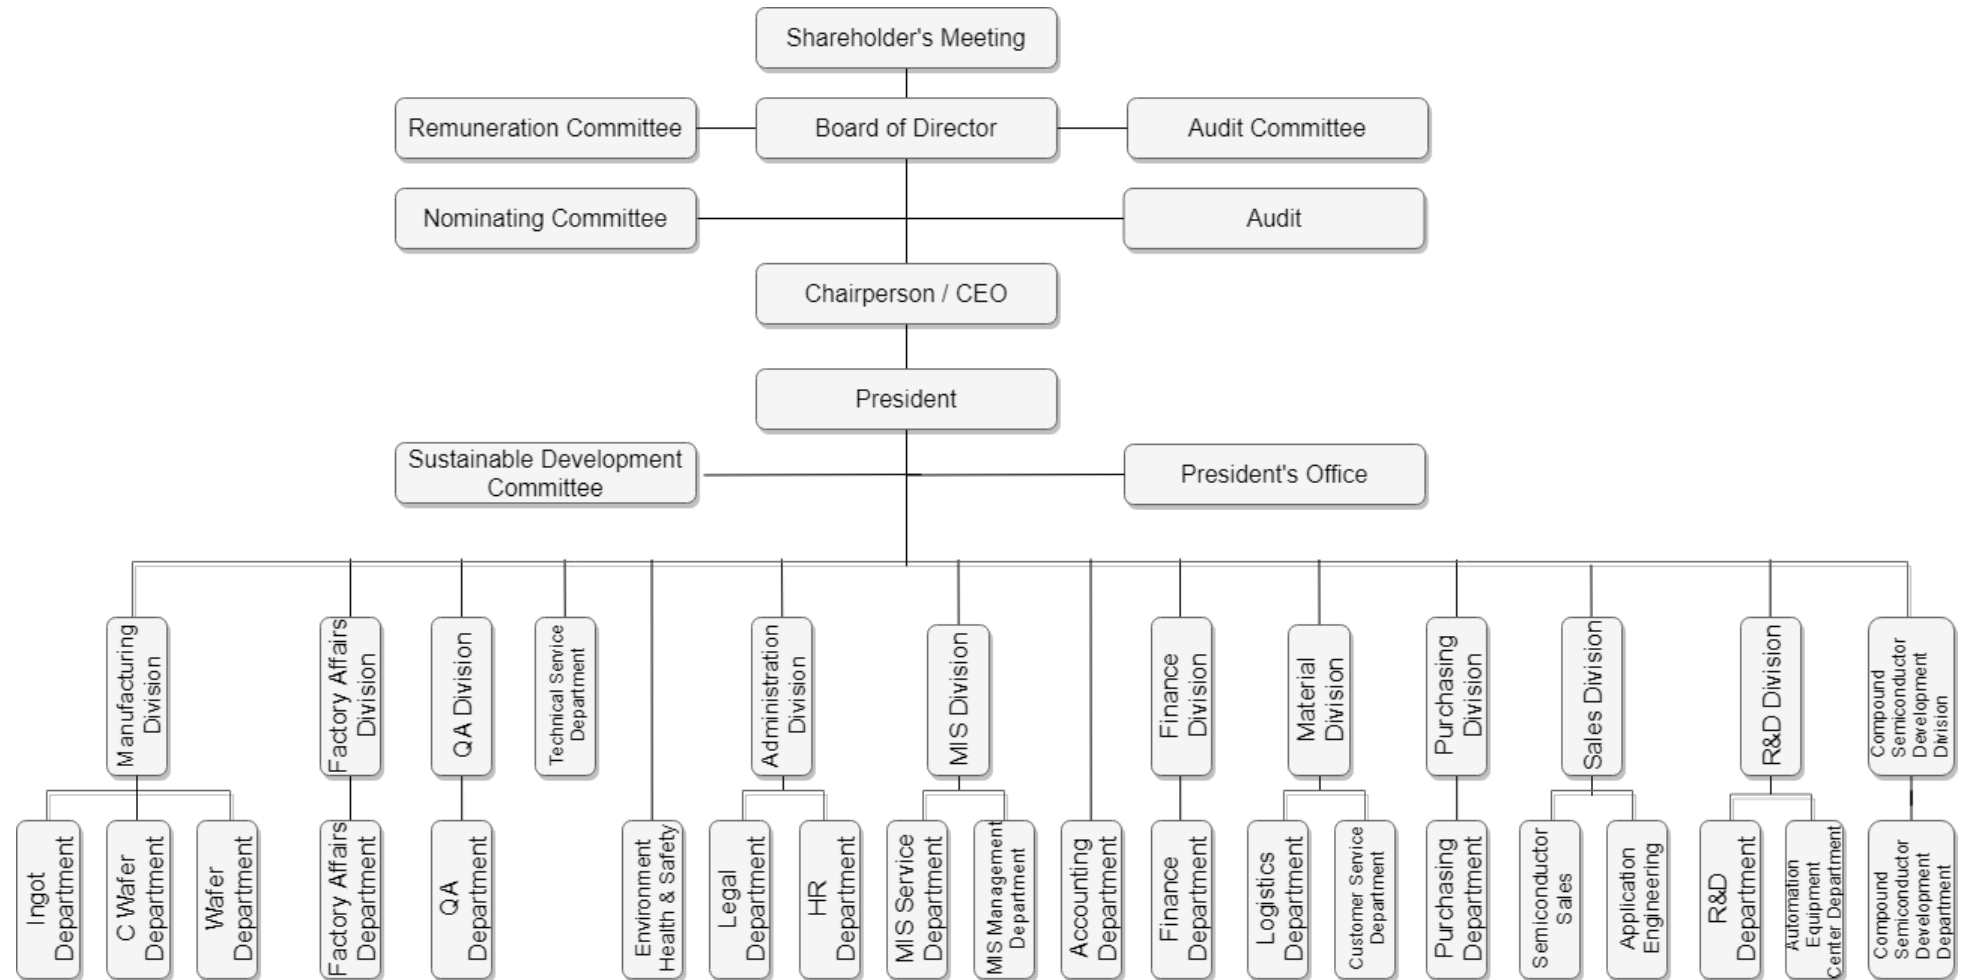 Shareholder's Meeting
Remuneration Committee
Board of Director
Audit Committee
Nominating Committee
Audit
Chairperson / CEO
President
Sustainable Development
Committee
President's Office
Manufacturing
Division
Factory Affairs
Division
QA Division
Technical Service
Department
Administration
Division
MIS Division
Finance
Division
Material
Division
Purchasing
Division
Sales Division
R&D Division
Compound
Semiconductor
Development
Division
Ingot
Department
C Wafer
Department
Wafer
Department
Factory Affairs
Department
QA
Department
Environment
Health & Safety
Legal
Department
HR
Department
MIS Service
Department
MIS Management
Department
Accounting
Department
Finance
Department
Logistics
Department
Customer Service
Department
Purchasing
Department
Semiconductor
Sales
Application
Engineering
R&D
Department
Automation
Equipment
Center Department
Compound
Semiconductor
Development
Department